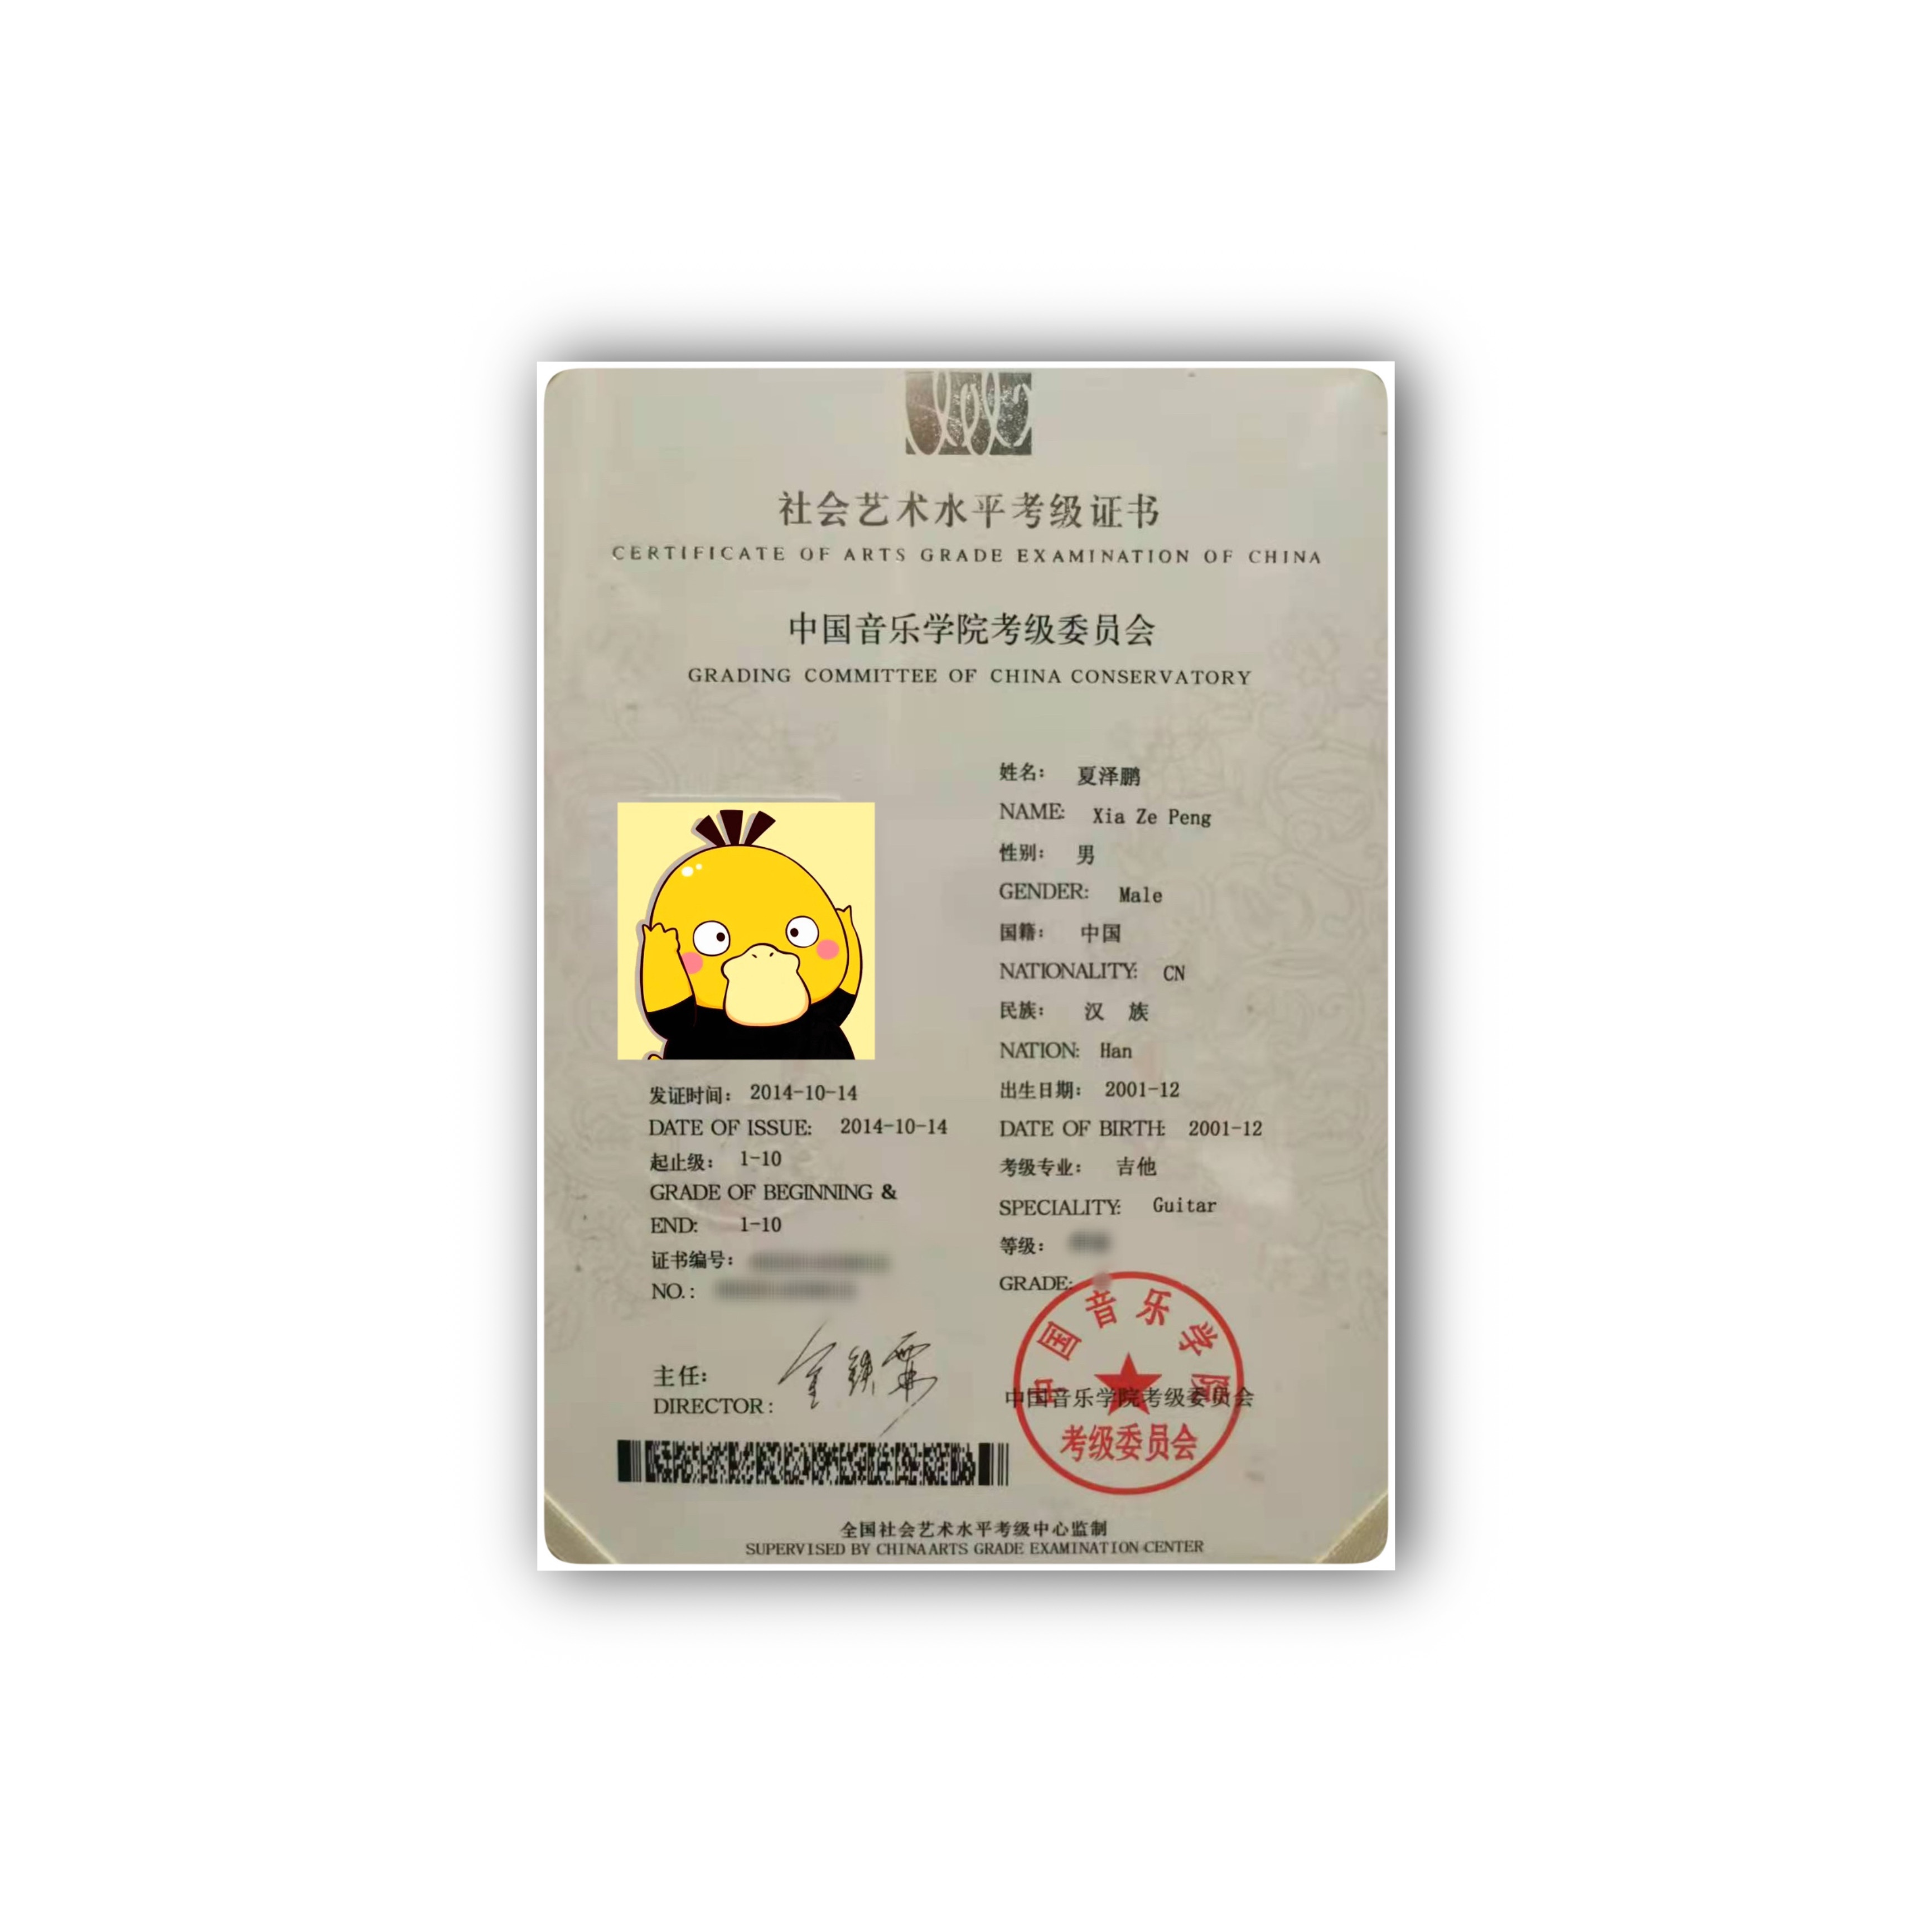 社会艺术水平考级证书
CERTIFICATE OF ARTS GRADE EXAMINATION OF CHINA
中国音乐学院考级委员会
GRADING COMMITTEE OF CHINA CONSERVATORY
姓名： 夏泽鹏
NAME: Xia Ze Peng
性别： 男
GENDER: Male
国籍： 中国
NATIONALITY: CN
民族： 汉 族
NATION: Han
出生日期： 2001-12
DATE OF BIRTH: 2001-12
考级专业： 吉他
SPECIALITY: Guitar
等级：
GRADE:
发证时间： 2014-10-14
DATE OF ISSUE: 2014-10-14
起止级： 1-10
GRADE OF BEGINNING &
END: 1-10
证书编号：
NO.:
主任：
DIRECTOR: 金铁霖
中国音乐学院
中国音乐学院考级委员会
考级委员会
全国社会艺术水平考级中心监制
SUPERVISED BY CHINA ARTS GRADE EXAMINATION CENTER